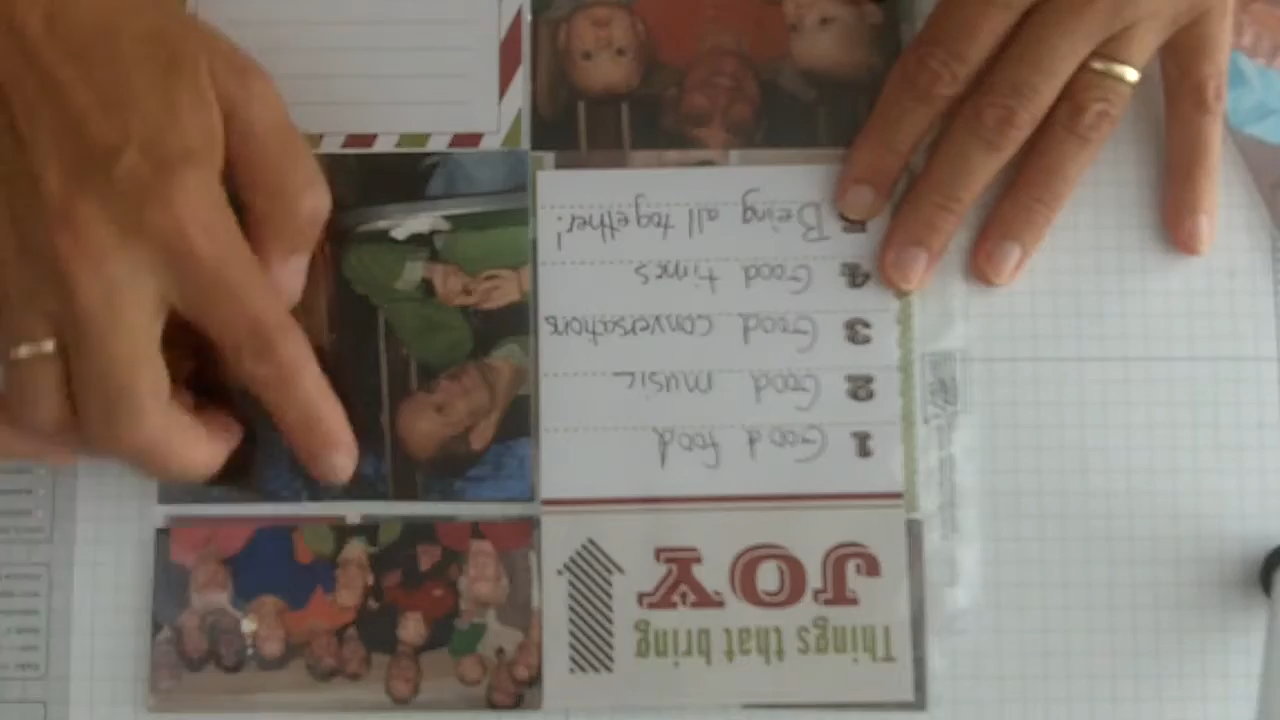 Things that bring
JOY
1 Good food
2 Good music
3 Good conversations
4 Good times
5 Being all together!